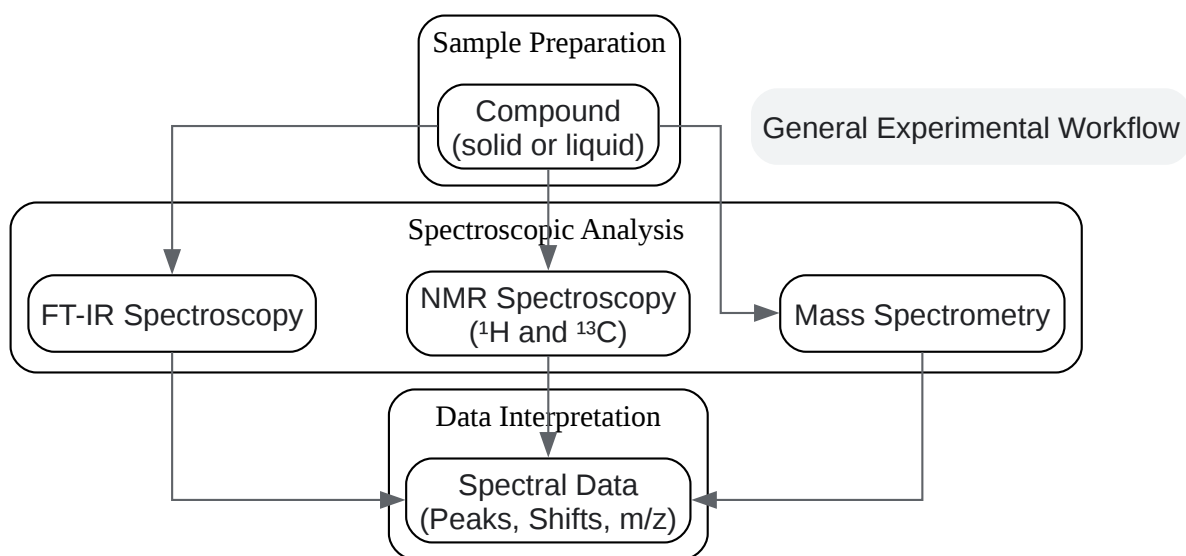 Sample Preparation
Compound
(solid or liquid)
General Experimental Workflow
Spectroscopic Analysis
FT-IR Spectroscopy
NMR Spectroscopy
(¹H and ¹³C)
Mass Spectrometry
Data Interpretation
Spectral Data
(Peaks, Shifts, m/z)